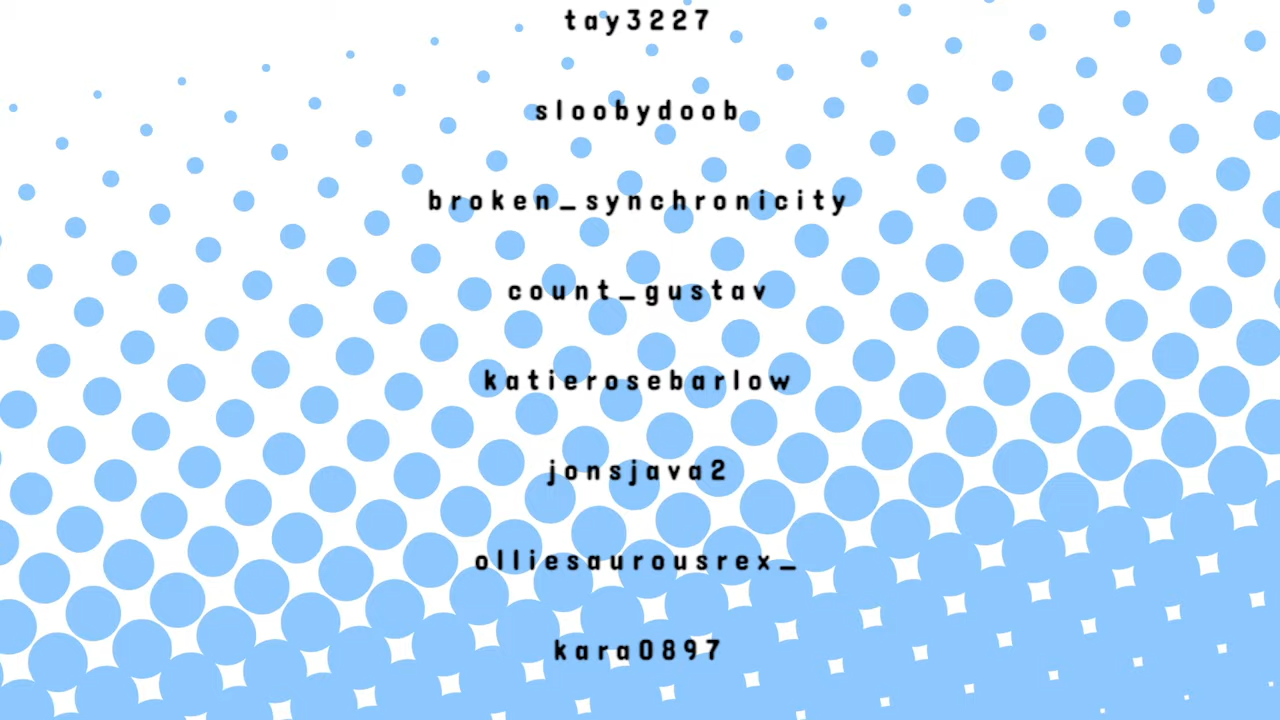 tay3227
sloobydoob
broken_synchronicity
count_gustav
katierosebarlow
jonsjava2
olliesaurousrex_
kara0897